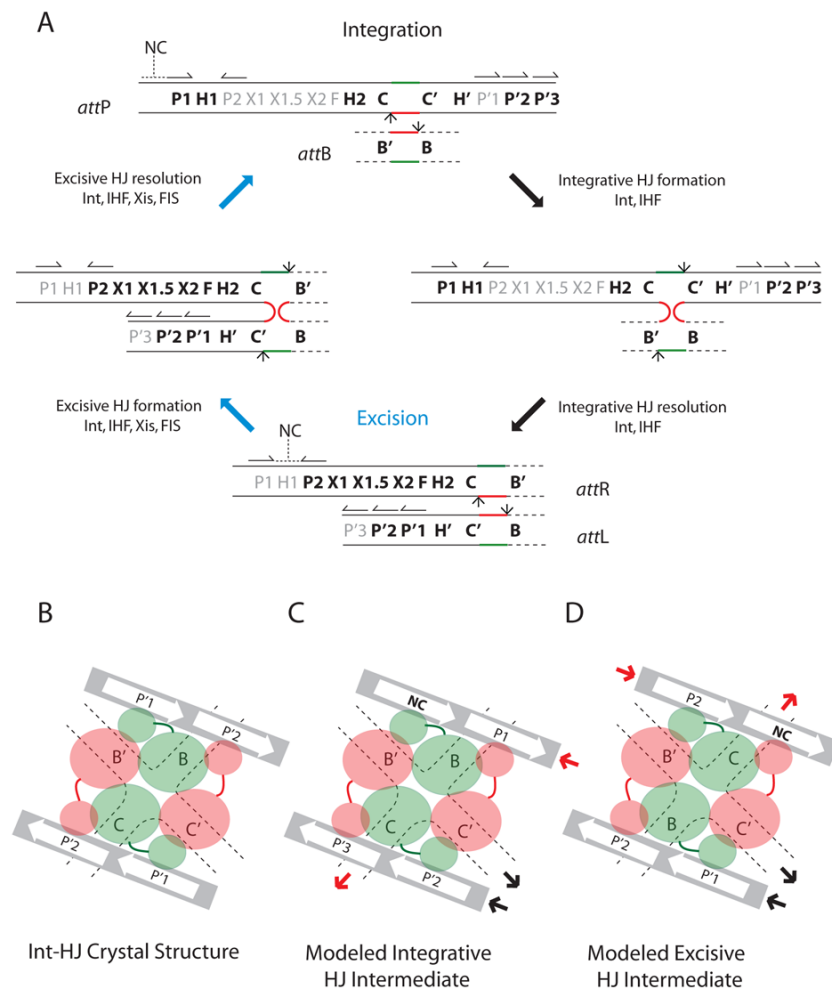 A
Integration
NC
attP
P1 H1 P2 X1 X1.5 X2 F H2 C C' H' P'1 P'2 P'3
attB
B' B
Excisive HJ resolution
Int, IHF, Xis, FIS
Integrative HJ formation
Int, IHF
P1 H1 P2 X1 X1.5 X2 F H2 C B'
P'3 P'2 P'1 H' C' B
P1 H1 P2 X1 X1.5 X2 F H2 C C' H' P'1 P'2 P'3
B' B
Excisive HJ formation
Int, IHF, Xis, FIS
Excision
Integrative HJ resolution
Int, IHF
NC
P1 H1 P2 X1 X1.5 X2 F H2 C B'
attR
P'3 P'2 P'1 H' C' B
attL
B
P'1
P'2
B'
B
C
C'
P'2
P'1
Int-HJ Crystal Structure
C
NC
P1
B'
B
C
C'
P'3
P'2
Modeled Integrative
HJ Intermediate
D
P2
NC
B'
C
B
C'
P'2
P'1
Modeled Excisive
HJ Intermediate